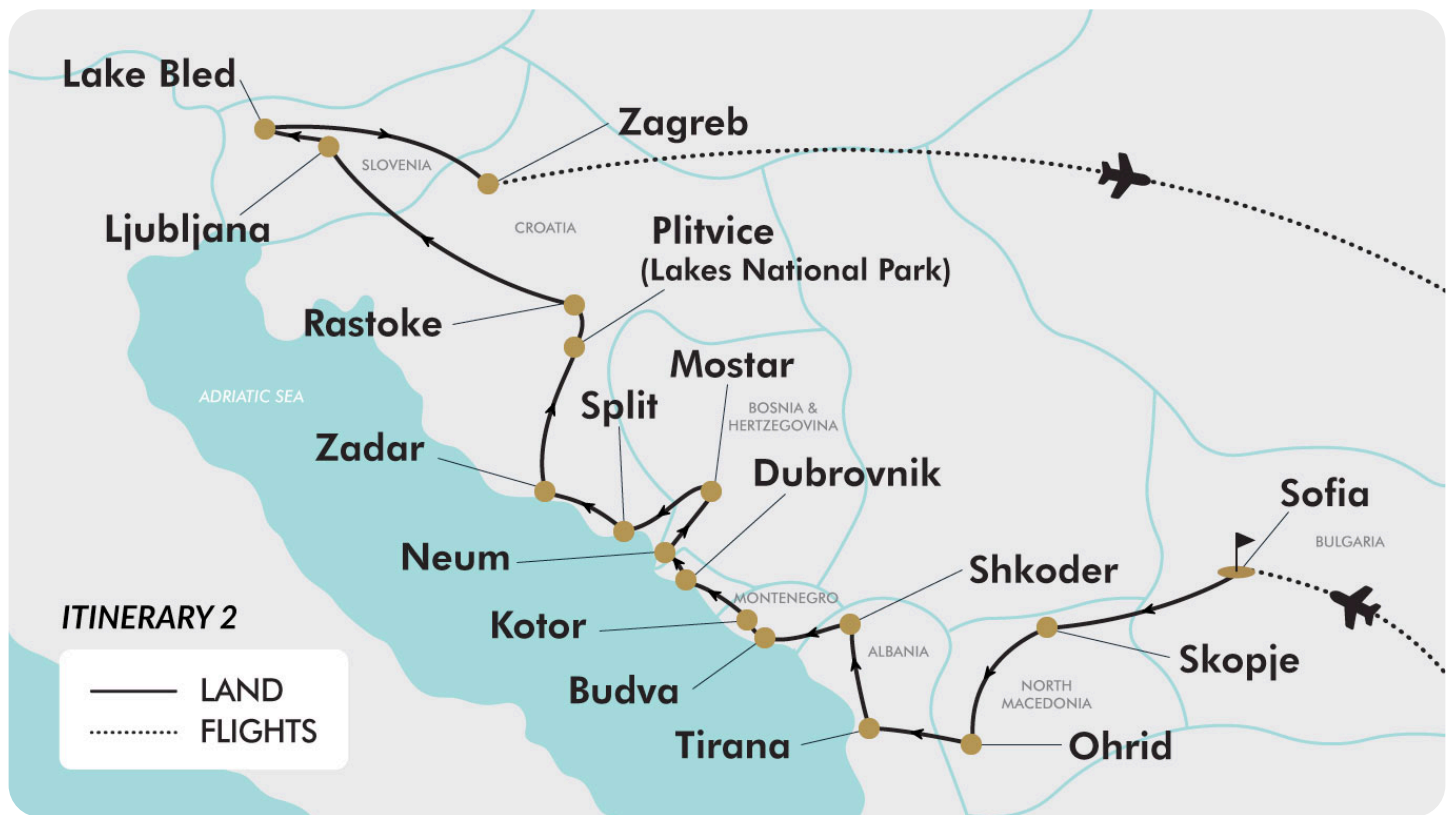 Lake Bled
Zagreb
SLOVENIA
Ljubljana
CROATIA
Plitvice
(Lakes National Park)
Rastoke
Mostar
ADRIATIC SEA
Split
BOSNIA &
HERTZEGOVINA
Zadar
Dubrovnik
Sofia
BULGARIA
Neum
Shkoder
MONTENEGRO
ITINERARY 2
Kotor
ALBANIA
Skopje
LAND
Budva
NORTH
MACEDONIA
FLIGHTS
Tirana
Ohrid